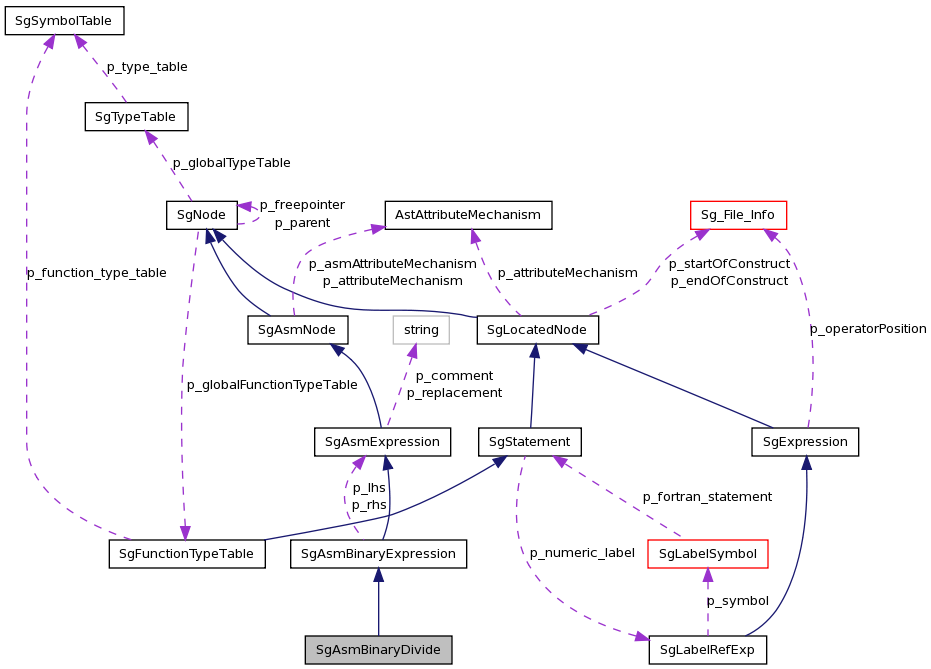 SgSymbolTable
p_type_table
SgTypeTable
p_globalTypeTable
SgNode
p_freepointer
p_parent
AstAttributeMechanism
Sg_File_Info
p_function_type_table
p_asmAttributeMechanism
p_attributeMechanism
p_attributeMechanism
p_startOfConstruct
p_endOfConstruct
SgAsmNode
string
SgLocatedNode
p_operatorPosition
p_globalFunctionTypeTable
p_comment
p_replacement
SgAsmExpression
SgStatement
SgExpression
p_lhs
p_rhs
p_fortran_statement
SgFunctionTypeTable
SgAsmBinaryExpression
p_numeric_label
SgLabelSymbol
p_symbol
SgAsmBinaryDivide
SgLabelRefExp